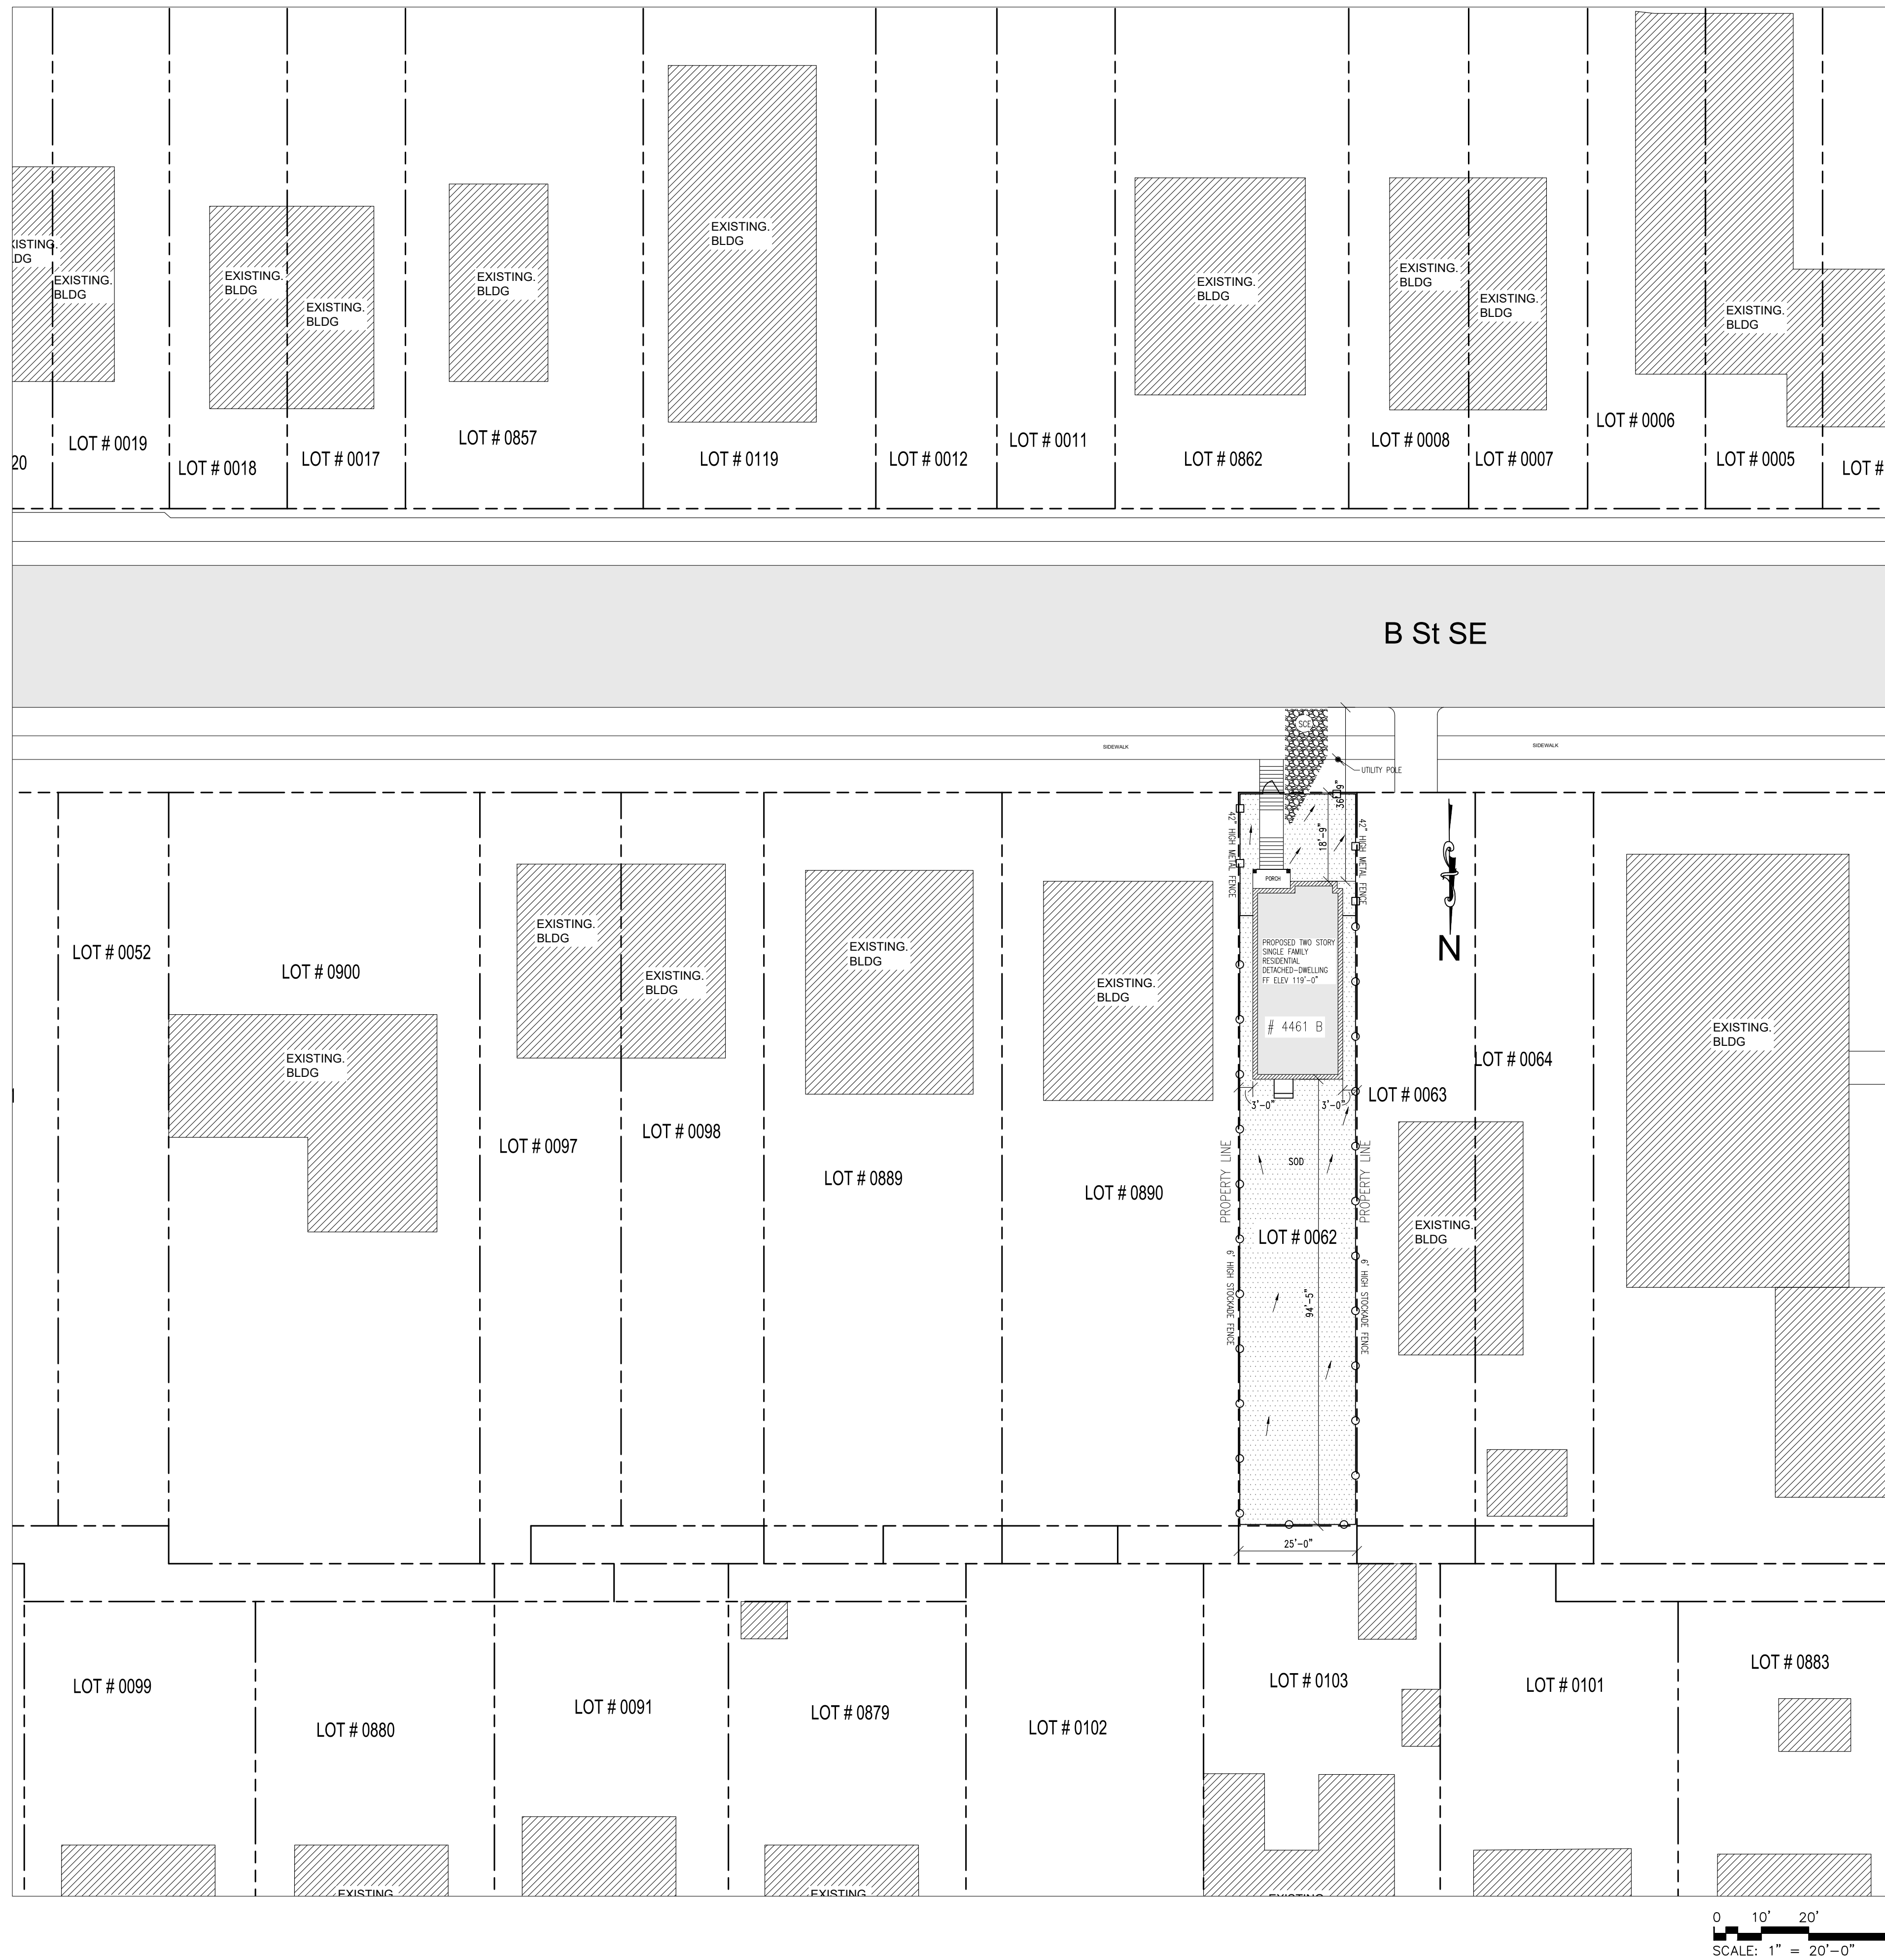 EXISTING.
BLDG
EXISTING.
BLDG
EXISTING.
BLDG
EXISTING.
BLDG
EXISTING.
BLDG
EXISTING.
BLDG
EXISTING.
BLDG
EXISTING.
BLDG
EXISTING.
BLDG
20
LOT # 0019
LOT # 0018
LOT # 0017
LOT # 0857
LOT # 0119
LOT # 0012
LOT # 0011
LOT # 0862
LOT # 0008
LOT # 0007
LOT # 0006
LOT # 0005
LOT #
B St SE
SCE
SIDEWALK
SIDEWALK
UTILITY POLE
36'-9"
18'-9"
42" HIGH METAL FENCE
42" HIGH METAL FENCE
PORCH
N
LOT # 0052
LOT # 0900
EXISTING.
BLDG
EXISTING.
BLDG
EXISTING.
BLDG
EXISTING.
BLDG
EXISTING.
BLDG
PROPOSED TWO STORY
SINGLE FAMILY
RESIDENTIAL
DETACHED-DWELLING
FF ELEV 119'-0"
# 4461 B
EXISTING.
BLDG
LOT # 0064
LOT # 0063
3'-0"
3'-0"
LOT # 0097
LOT # 0098
LOT # 0889
LOT # 0890
PROPERTY LINE
PROPERTY LINE
SOD
LOT # 0062
EXISTING.
BLDG
6' HIGH STOCKADE FENCE
6' HIGH STOCKADE FENCE
94'-5"
25'-0"
LOT # 0099
LOT # 0880
LOT # 0091
LOT # 0879
LOT # 0102
LOT # 0103
LOT # 0101
LOT # 0883
EXISTING
EXISTING
0 10' 20'
SCALE: 1" = 20'-0"